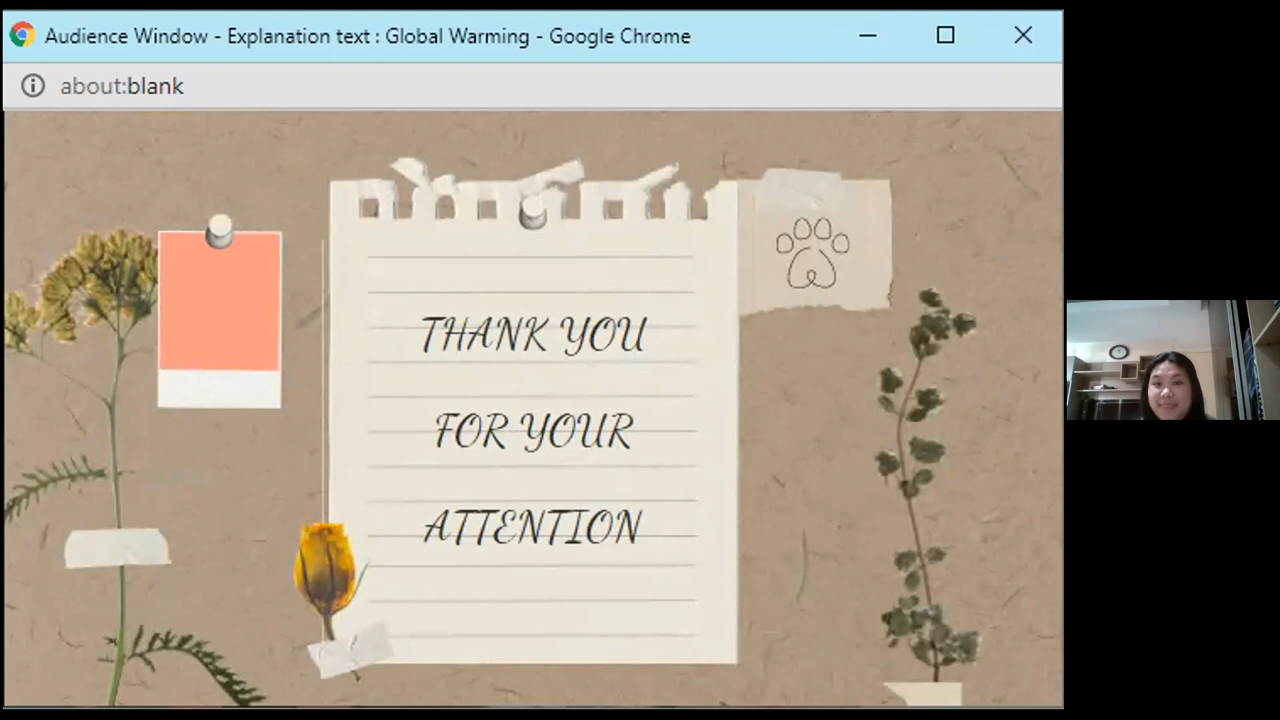 Audience Window - Explanation text : Global Warming - Google Chrome
about:blank
THANK YOU
FOR YOUR
ATTENTION